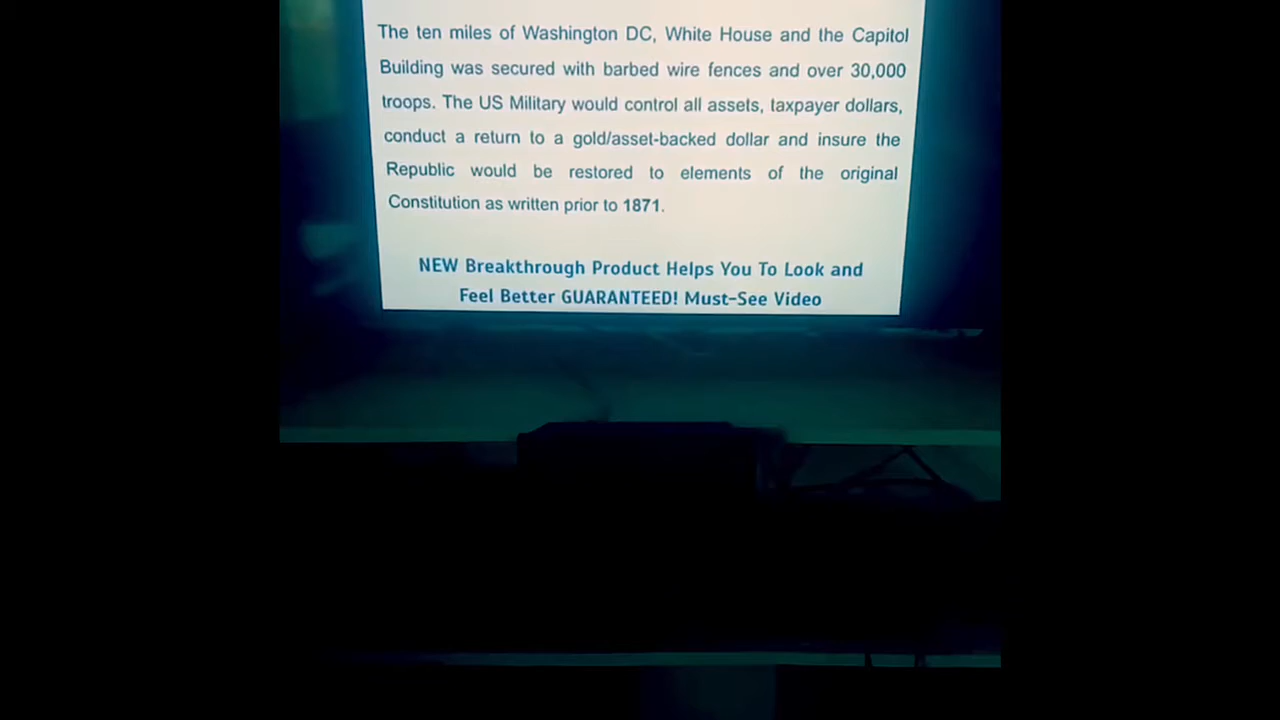 The ten miles of Washington DC, White House and the Capitol
Building was secured with barbed wire fences and over 30,000
troops. The US Military would control all assets, taxpayer dollars,
conduct a return to a gold/asset-backed dollar and insure the
Republic would be restored to elements of the original
Constitution as written prior to 1871.
NEW Breakthrough Product Helps You To Look and
Feel Better GUARANTEED! Must-See Video